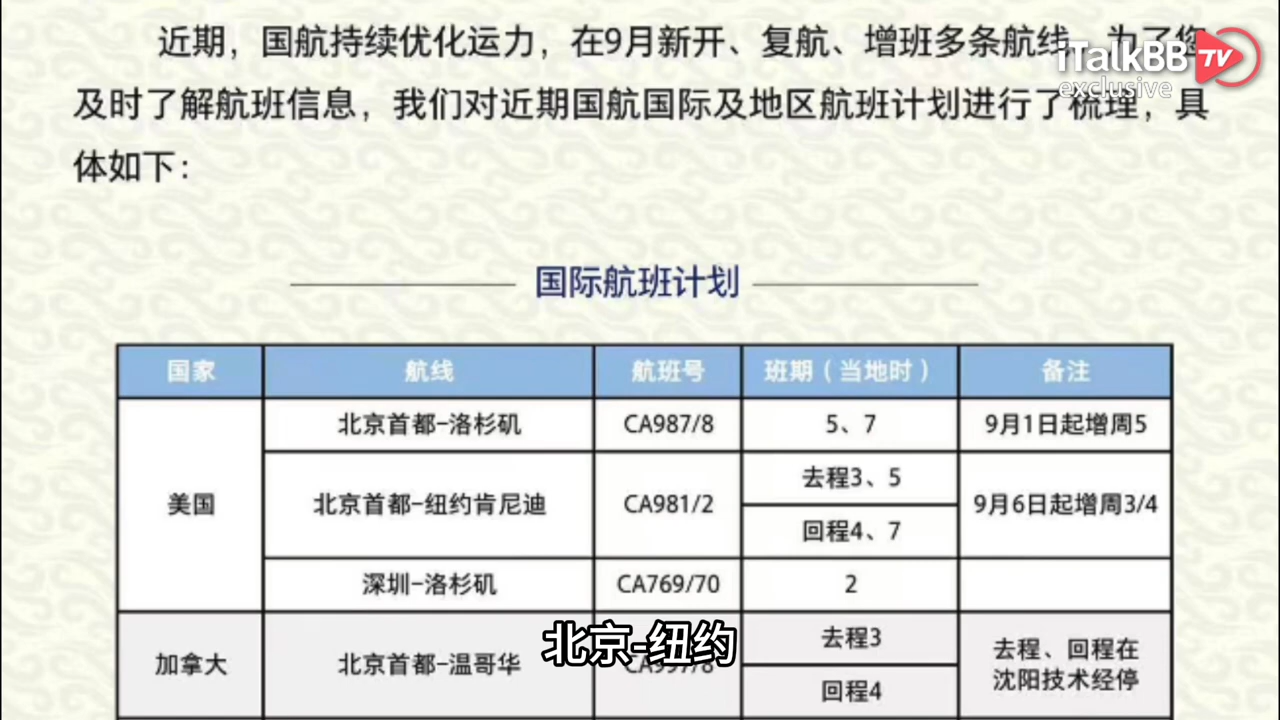 近期，国航持续优化运力，在9月新开、复航、增班多条航线，为了您
及时了解航班信息，我们对近期国航国际及地区航班计划进行了梳理，具
体如下：
iTalkBB TV
exclusive
国际航班计划
国家 航线 航班号 班期（当地时） 备注
美国
北京首都-洛杉矶 CA987/8 5、7 9月1日起增周5
北京首都-纽约肯尼迪 CA981/2 去程3、5 9月6日起增周3/4
回程4、7
深圳-洛杉矶 CA769/70 2
加拿大 北京首都-温哥华 去程3 去程、回程在
回程4 沈阳技术经停
北京-纽约